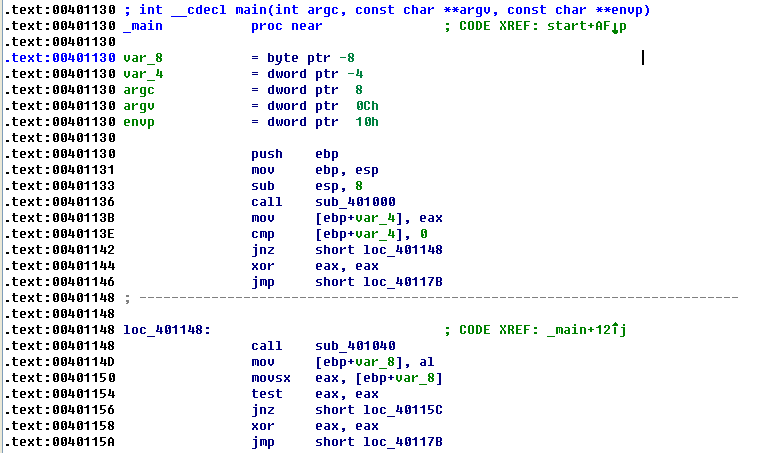 .text:00401130 ; int __cdecl main(int argc, const char **argv, const char **envp)
.text:00401130 _main           proc near               ; CODE XREF: start+AF↓p
.text:00401130
.text:00401130 var_8           = byte ptr -8
.text:00401130 var_4           = dword ptr -4
.text:00401130 argc            = dword ptr  8
.text:00401130 argv            = dword ptr  0Ch
.text:00401130 envp            = dword ptr  10h
.text:00401130
.text:00401130                 push    ebp
.text:00401131                 mov     ebp, esp
.text:00401133                 sub     esp, 8
.text:00401136                 call    sub_401000
.text:0040113B                 mov     [ebp+var_4], eax
.text:0040113E                 cmp     [ebp+var_4], 0
.text:00401142                 jnz     short loc_401148
.text:00401144                 xor     eax, eax
.text:00401146                 jmp     short loc_40117B
.text:00401148 ; ---------------------------------------------------------------------------
.text:00401148
.text:00401148 loc_401148:                             ; CODE XREF: _main+12↑j
.text:00401148                 call    sub_401040
.text:0040114D                 mov     [ebp+var_8], al
.text:00401150                 movsx   eax, [ebp+var_8]
.text:00401154                 test    eax, eax
.text:00401156                 jnz     short loc_40115C
.text:00401158                 xor     eax, eax
.text:0040115A                 jmp     short loc_40117B